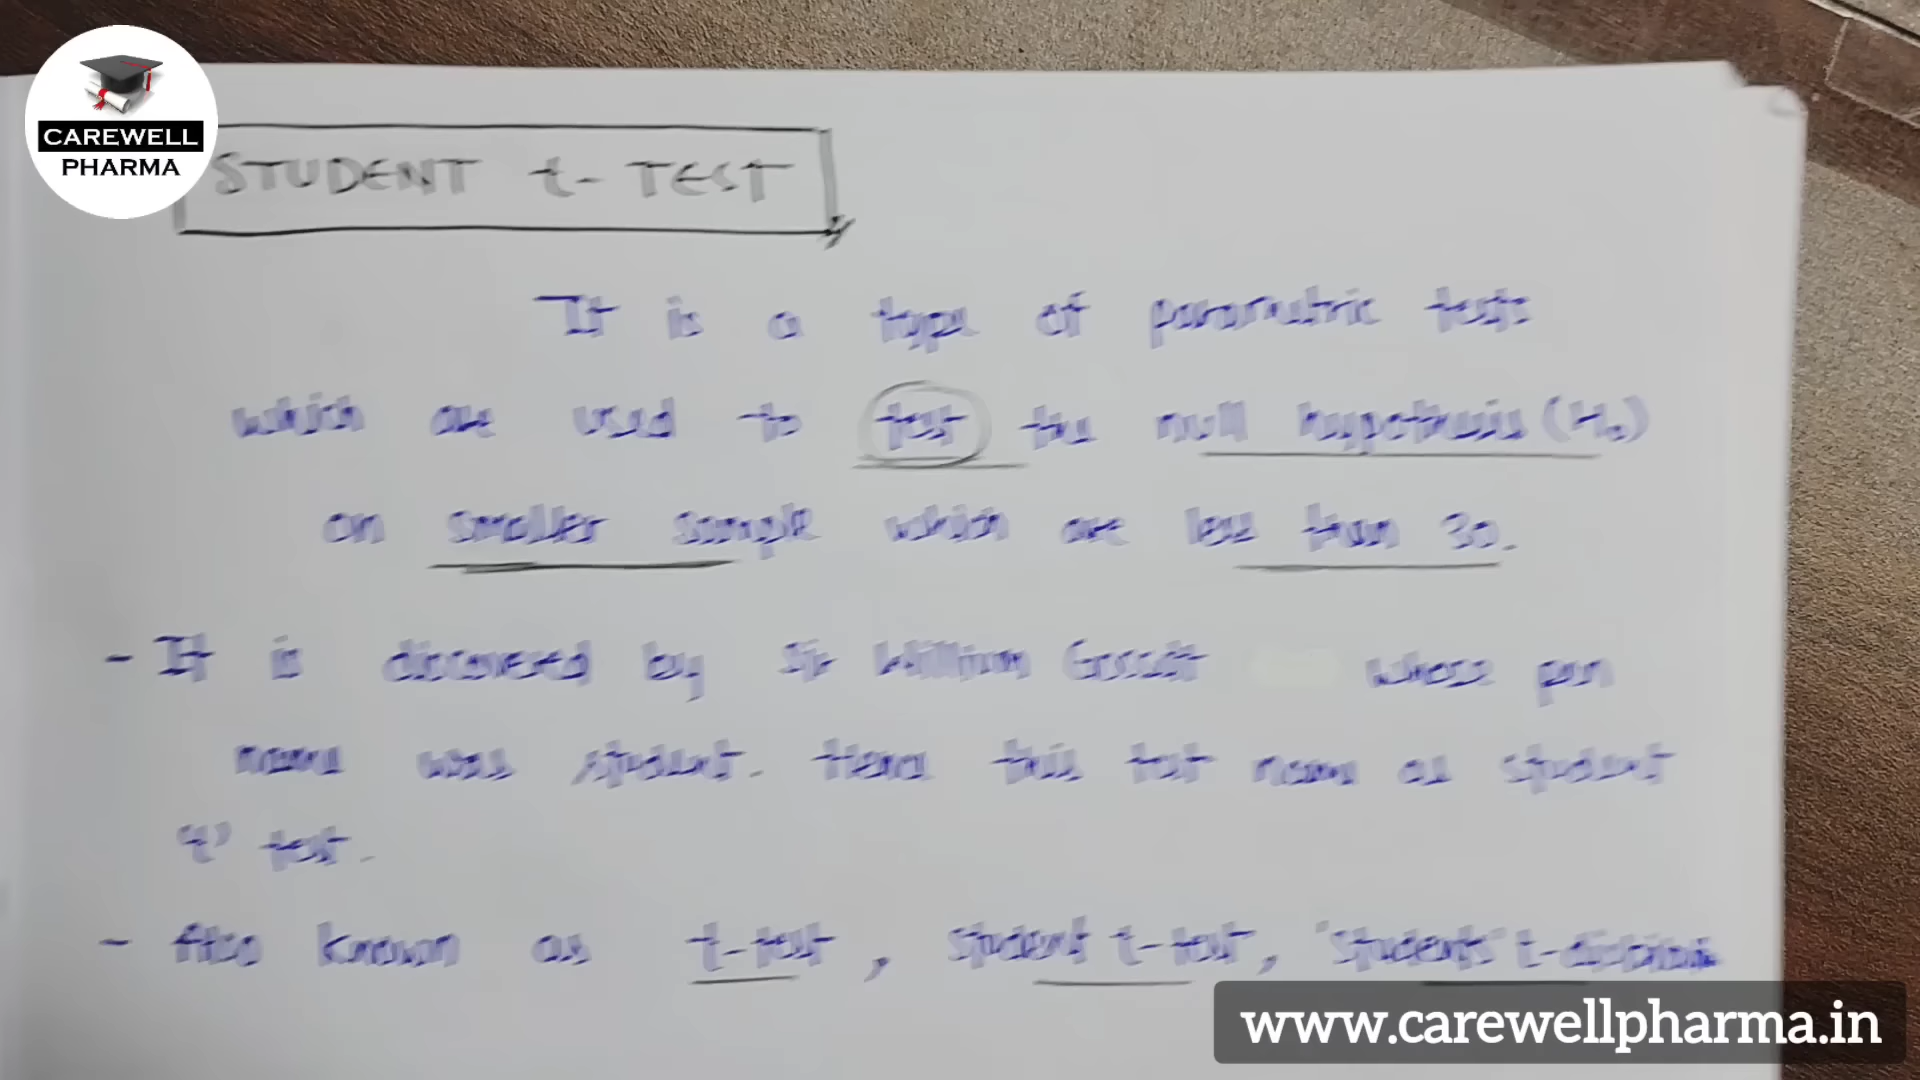 CAREWELL
PHARMA
STUDENT t-TEST
It is a type of parametric tests
which are used to test the null hypothesis (H₀)
on smaller sample which are less than 30.
- It is discovered by Sir William Gosset whose pen
name was student. Hence this test name as student
't' test.
- Also known as t-test, student t-test, "Students" t-
www.carewellpharma.in